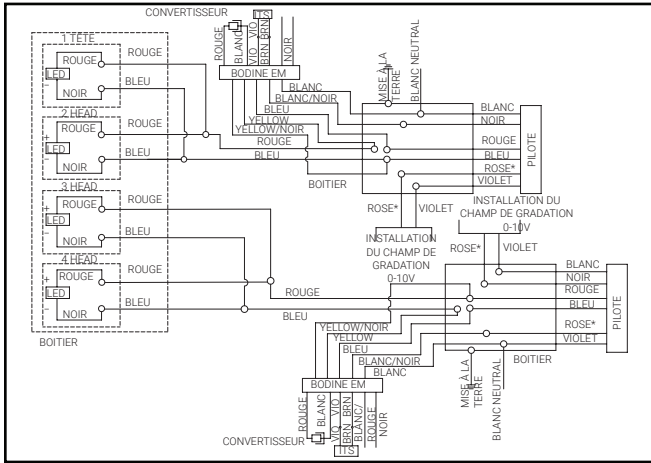 CONVERTISSEUR
ITS
ROUGE
BLANC
VIO VIO
BRN BRN
NOIR
BODINE EM
1 TÊTE
ROUGE
LED
+
−
NOIR
ROUGE
BLEU
2 HEAD
ROUGE
LED
+
−
NOIR
ROUGE
BLEU
3 HEAD
ROUGE
LED
+
−
NOIR
ROUGE
BLEU
4 HEAD
ROUGE
LED
+
−
NOIR
ROUGE
BLEU
BOITIER
BLANC
BLANC/NOIR
BLEU
YELLOW
YELLOW/NOIR
ROUGE
BLEU
BOITIER
MISE À LA
TERRE
BLANC NEUTRAL
BLANC
NOIR
ROUGE
BLEU
ROSE*
VIOLET
PILOTE
ROSE*
VIOLET
INSTALLATION
DU CHAMP DE
GRADATION
0-10V
INSTALLATION DU
CHAMP DE GRADATION
0-10V
ROSE*
VIOLET
BLANC
NOIR
ROUGE
BLEU
ROSE*
VIOLET
PILOTE
BOITIER
MISE À LA
TERRE
BLANC NEUTRAL
ROUGE
BLEU
YELLOW/NOIR
YELLOW
BLEU
BLANC/NOIR
BLANC
BODINE EM
ROUGE
BLANC
VIO VIO
BRN BRN
BLANC/
ROUGE
NOIR
CONVERTISSEUR
ITS